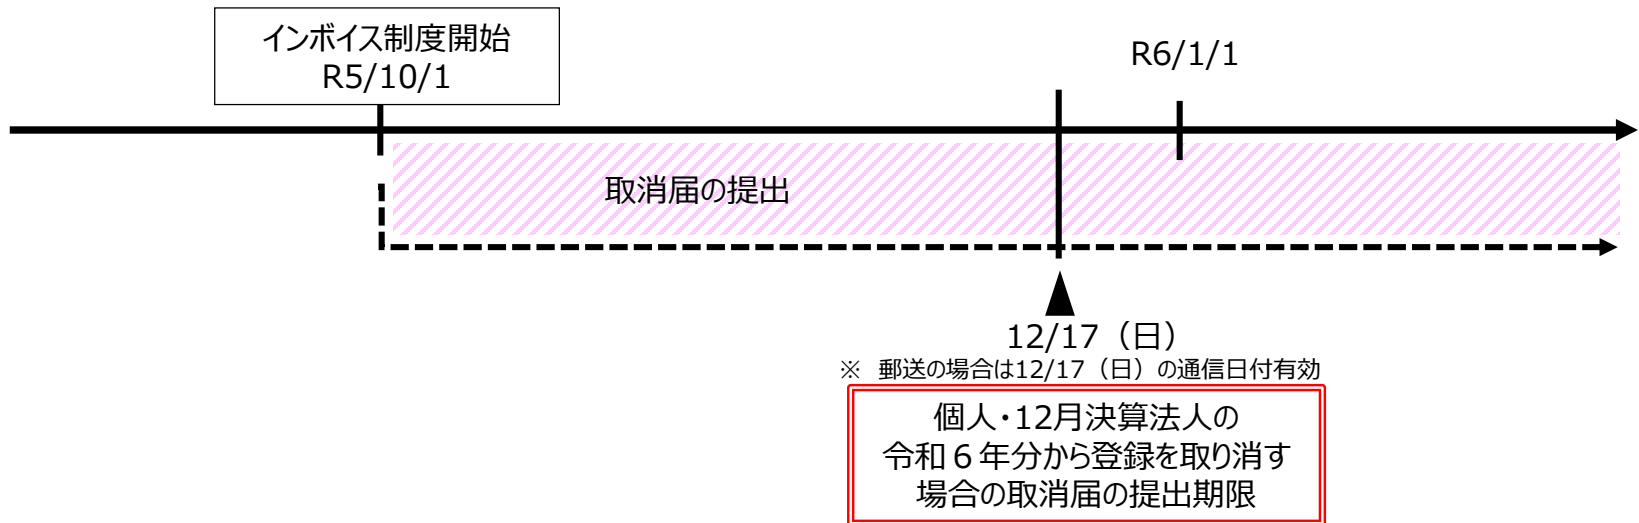 インボイス制度開始
R5/10/1
R6/1/1
取消届の提出
12/17（日）
※　郵送の場合は12/17（日）の通信日付有効
個人・12月決算法人の
令和６年分から登録を取り消す
場合の取消届の提出期限